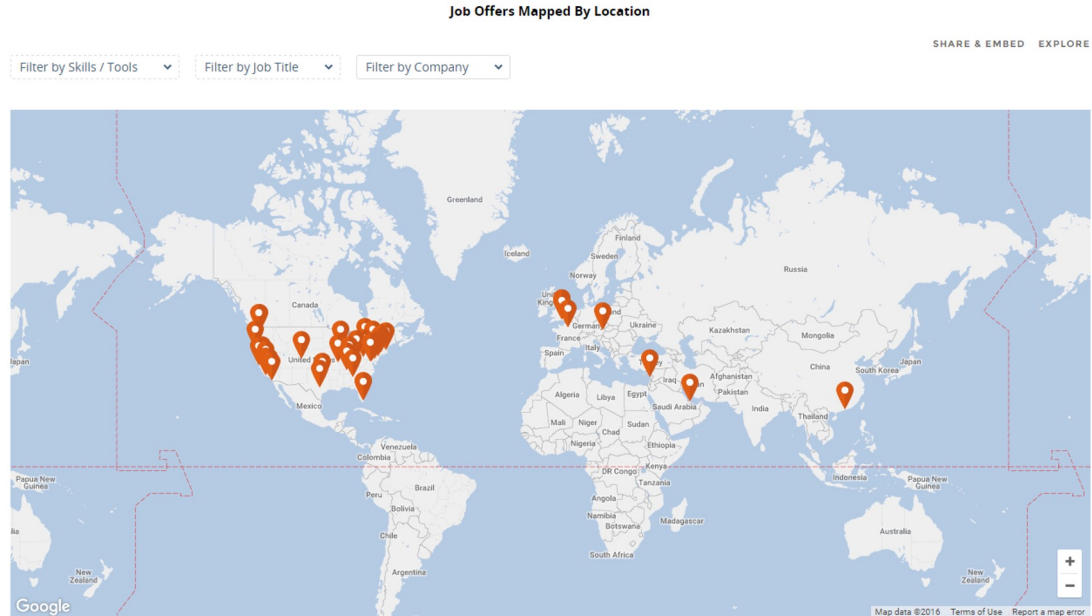 Job Offers Mapped By Location
SHARE & EMBED EXPLORE
Filter by Skills / Tools
Filter by Job Title
Filter by Company
Greenland
Iceland
Finland
Sweden
Norway
Russia
Canada
Ukraine
Germany
France
Italy
Spain
Kazakhstan
Mongolia
Japan
China
South Korea
Afghanistan
Iraq
Pakistan
Algeria
Libya
Egypt
Saudi Arabia
India
Thailand
Mexico
Mali
Niger
Chad
Sudan
Nigeria
Ethiopia
Venezuela
Colombia
DR Congo
Kenya
Tanzania
Indonesia
Papua New
Guinea
Papua New
Guinea
Peru
Brazil
Bolivia
Angola
Namibia
Botswana
Madagascar
Chile
South Africa
Australia
Argentina
New
Zealand
New
Zealand
Google
Map data ©2016 Terms of Use Report a map error